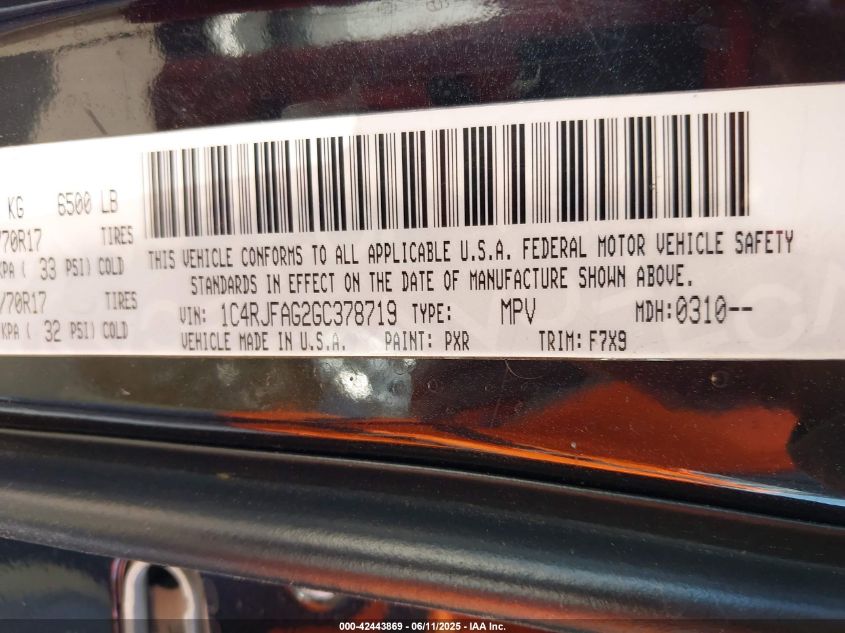 KG 6500 LB
/70R17 TIRES
KPA ( 33 PSI) COLD
/70R17 TIRES
KPA ( 32 PSI) COLD
THIS VEHICLE CONFORMS TO ALL APPLICABLE U.S.A. FEDERAL MOTOR VEHICLE SAFETY
STANDARDS IN EFFECT ON THE DATE OF MANUFACTURE SHOWN ABOVE.
VIN: 1C4RJFAG2GC378719 TYPE: MPV MDH:0310--
VEHICLE MADE IN U.S.A. PAINT: PXR TRIM: F7X9
000-42443869 - 06/11/2025 - IAA Inc.